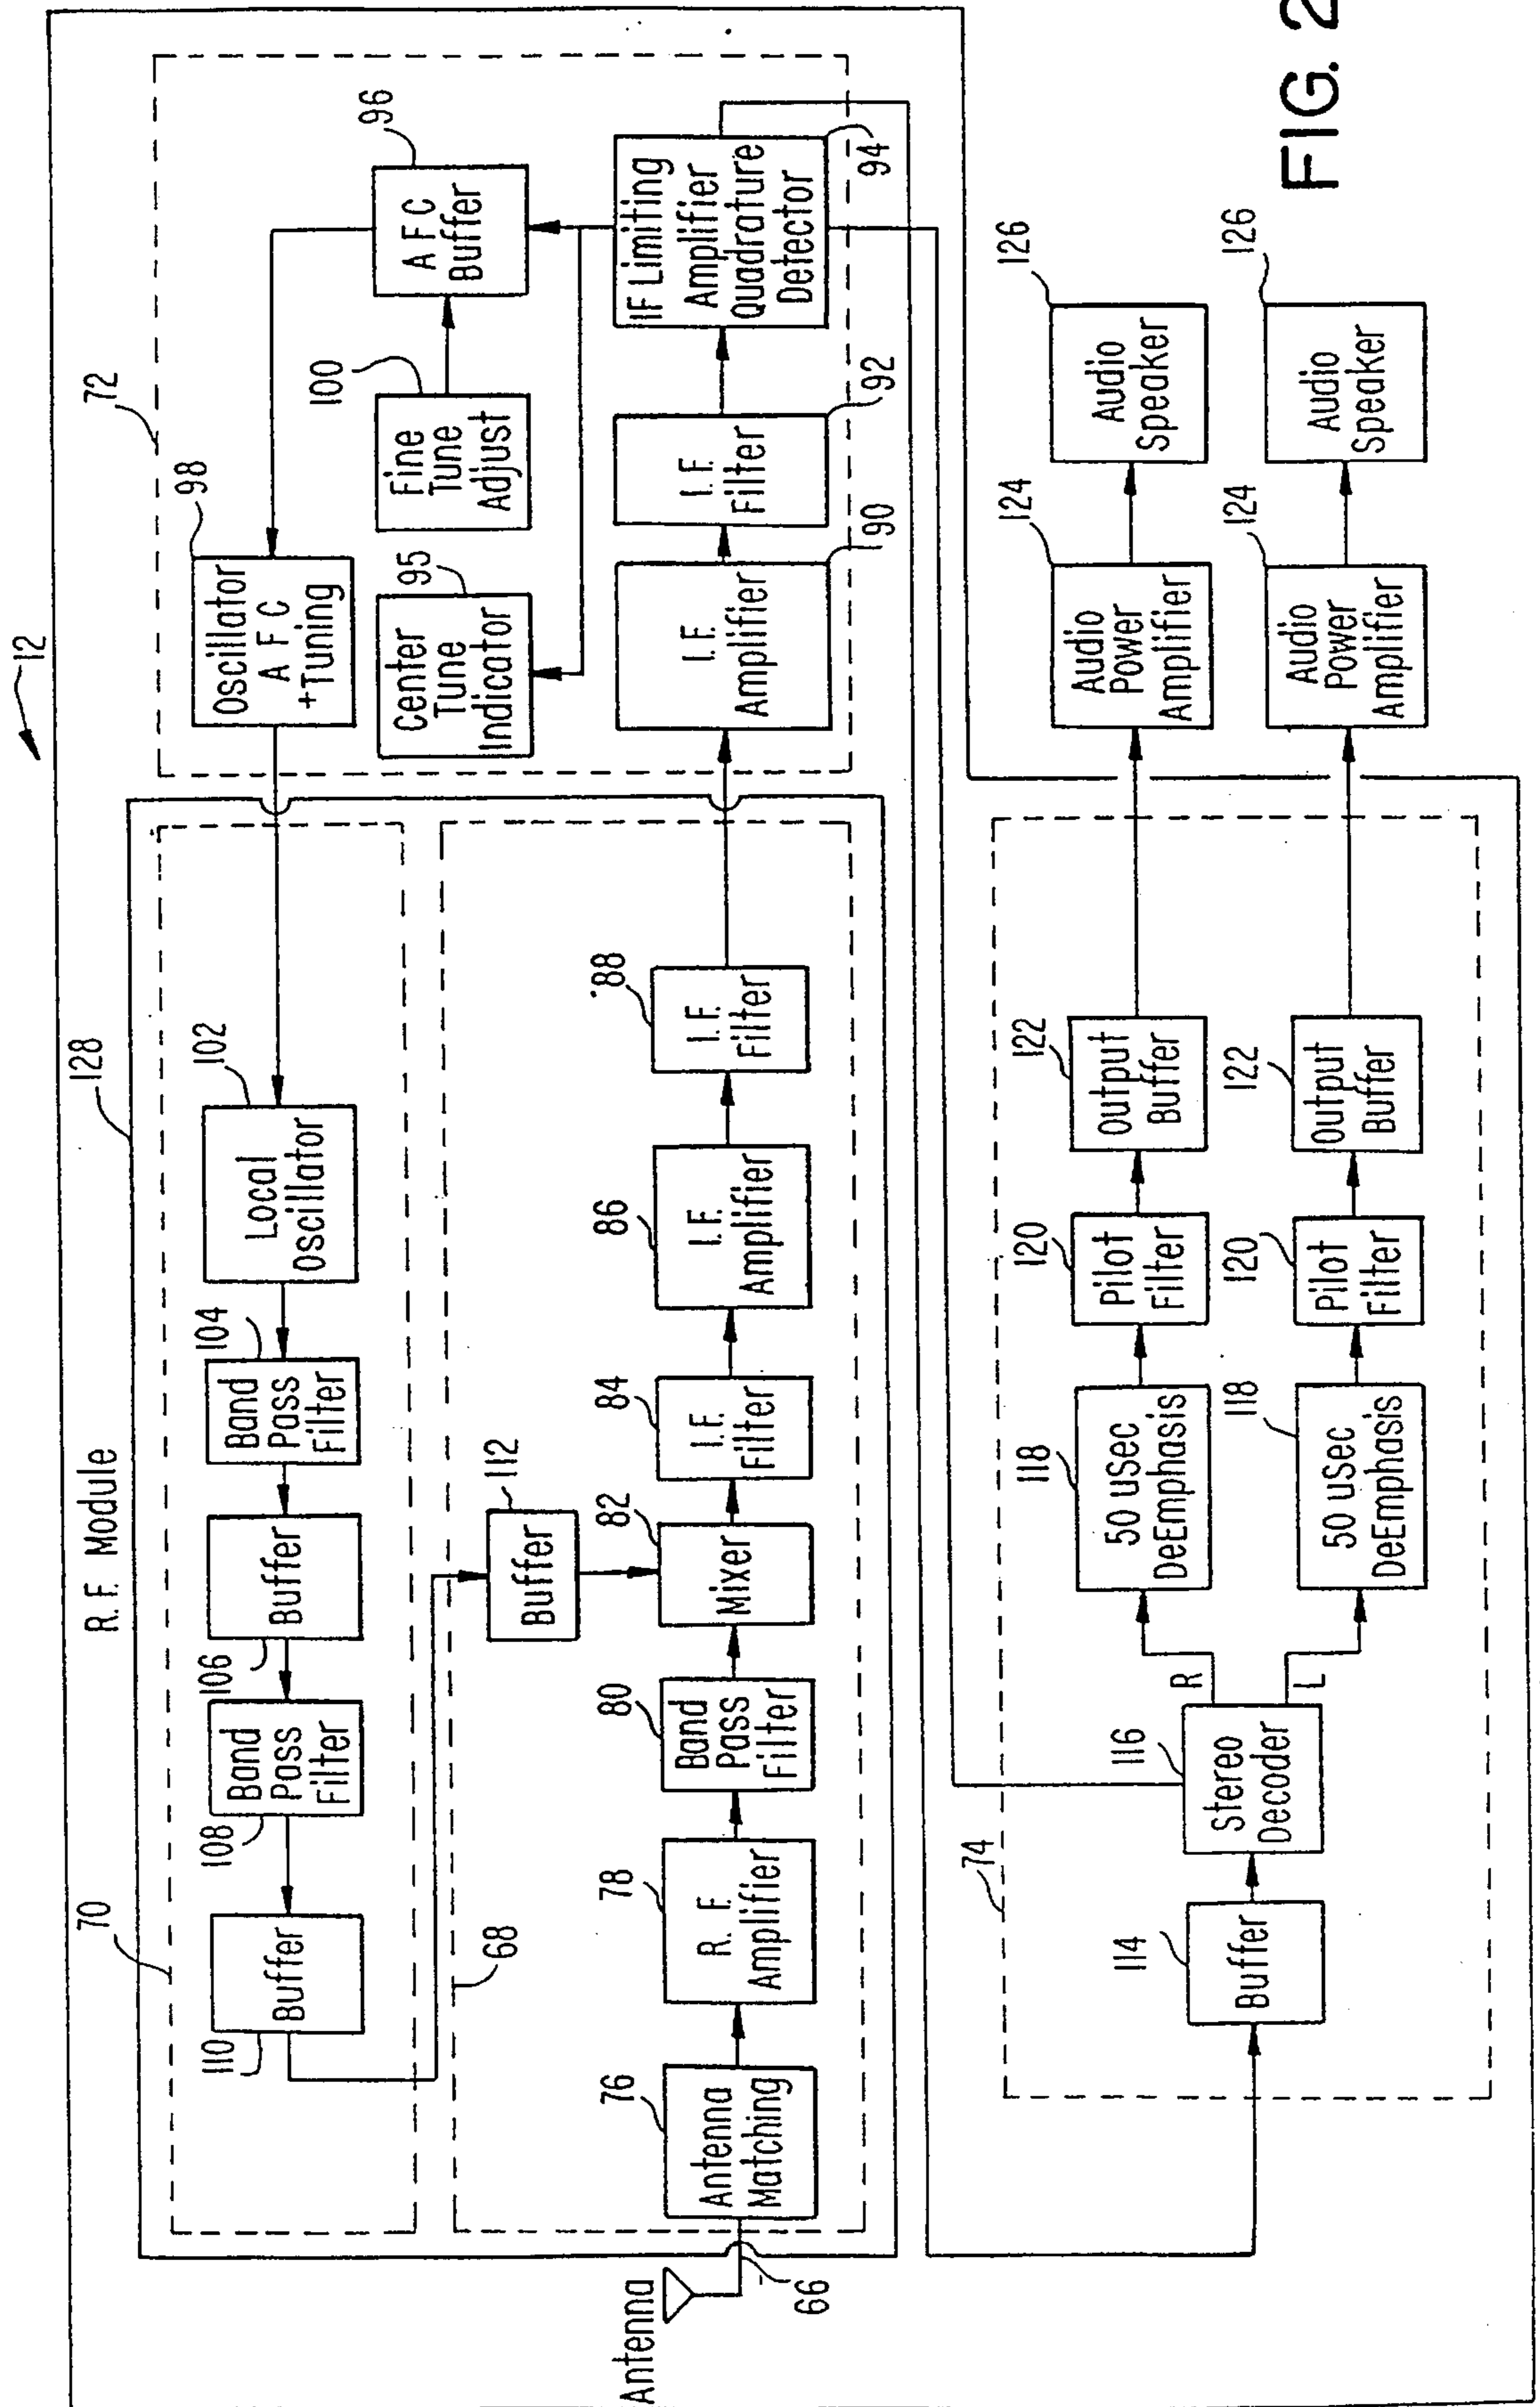 12
R. F. Module
128
70
110
Buffer
108
Band
Pass
Filter
106
Buffer
104
Band
Pass
Filter
102
Local
Oscillator
98
Oscillator
A F C
+Tuning
72
96
A F C
Buffer
100
Fine
Tune
Adjust
95
Center
Tune
Indicator
68
112
Buffer
Antenna
66
76
Antenna
Matching
78
R. F.
Amplifier
80
Band
Pass
Filter
82
Mixer
84
I.F.
Filter
86
I.F.
Amplifier
88
I.F.
Filter
I.F.
Amplifier
90
I.F.
Filter
92
IF Limiting
Amplifier
Quadrature
Detector
94
74
114
Buffer
116
Stereo
Decoder
R
L
118
50 uSec
DeEmphasis
120
Pilot
Filter
122
Output
Buffer
124
Audio
Power
Amplifier
126
Audio
Speaker
118
50 uSec
DeEmphasis
120
Pilot
Filter
122
Output
Buffer
124
Audio
Power
Amplifier
126
Audio
Speaker
FIG. 2